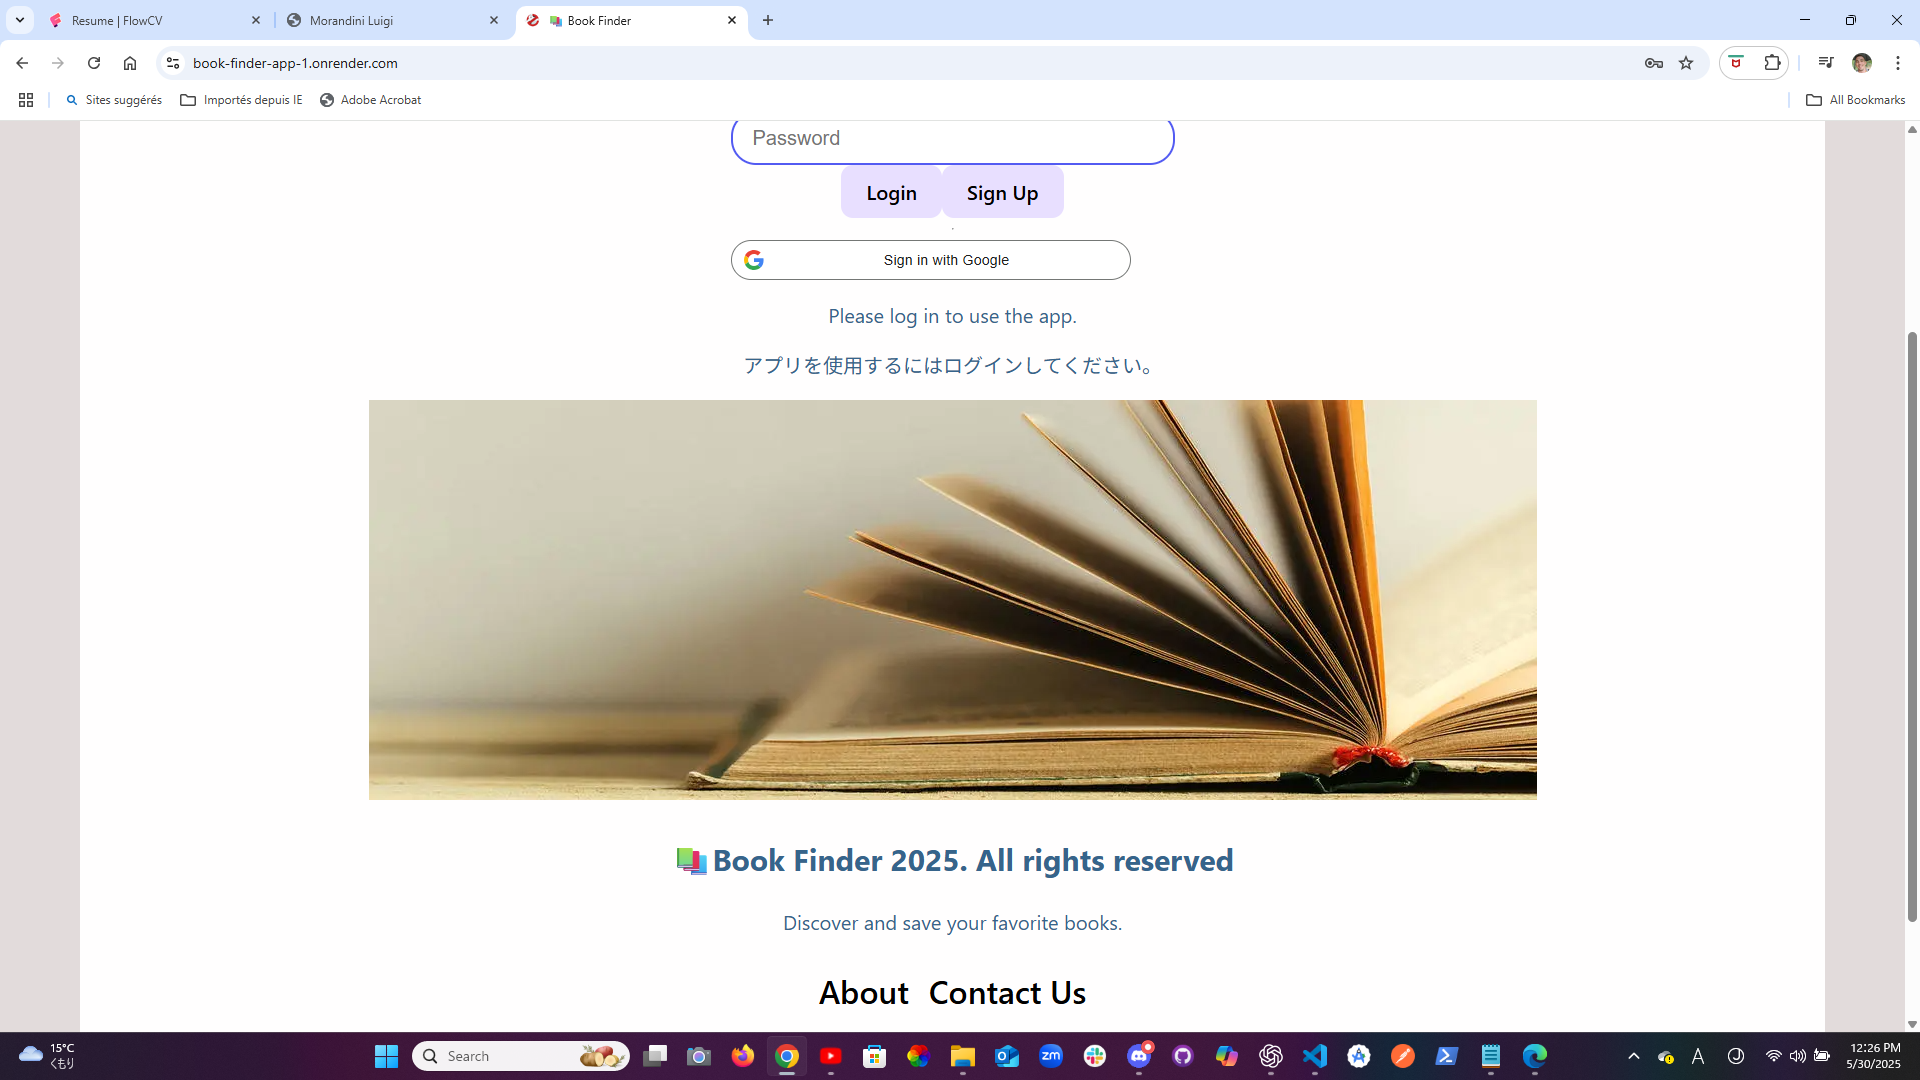 Resume | FlowCV
Morandini Luigi
Book Finder
book-finder-app-1.onrender.com
Sites suggérés
Importés depuis IE
Adobe Acrobat
All Bookmarks
Password
Login
Sign Up
Sign in with Google
Please log in to use the app.
アプリを使用するにはログインしてください。
Book Finder 2025. All rights reserved
Discover and save your favorite books.
About
Contact Us
15°C
くもり
Search
zm
A
12:26 PM
5/30/2025